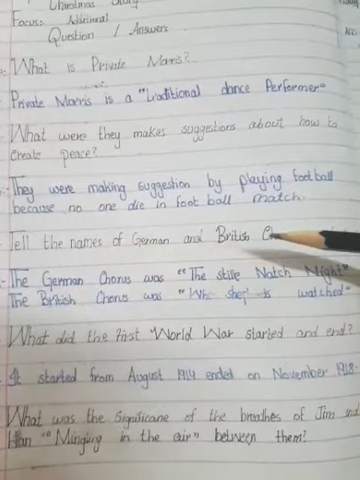 Christmas Story
Focus: Additional
Question / Answers
What is Private Morris?
Private Morris is a "traditional dance Performer"
What were they makes suggestions about how to
create peace?
They were making suggestion by playing foot ball
because no one die in foot ball match.
Tell the names of German and British
The German Chorus was "The stille Natch Night"
The British Chorus was "Whi shep' ts watched"
What did the first World War started and end?
It started from August 1914 ended on November 1918.
What was the significane of the breathes of Jim and
Han "Minging in the air" between them?